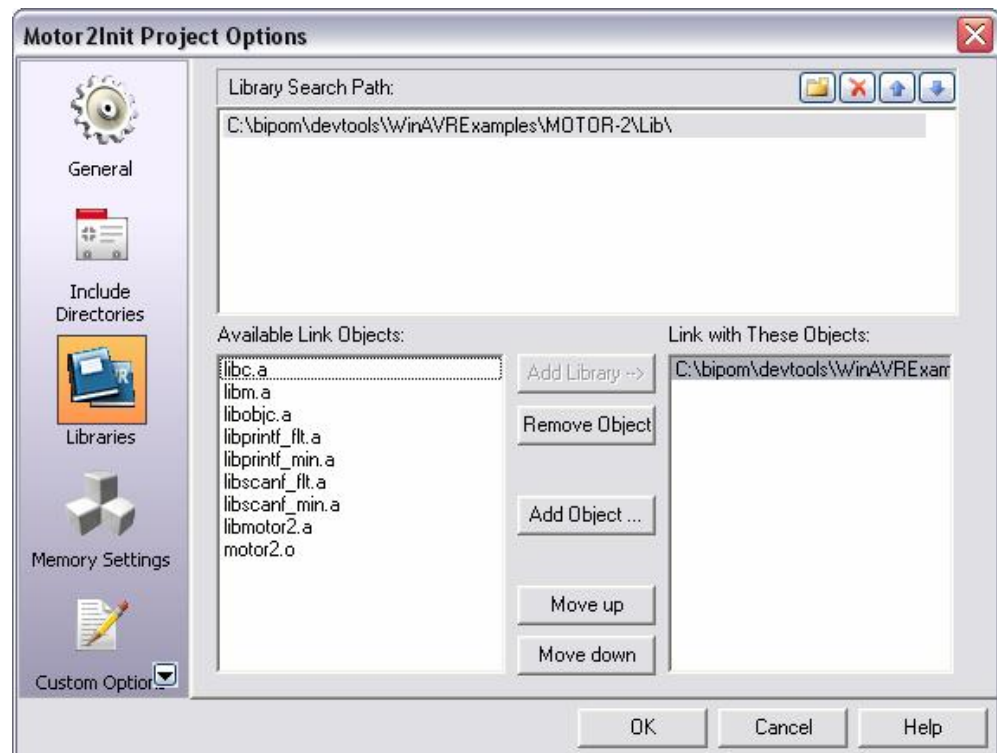 Motor2Init Project Options
General
Include
Directories
Libraries
Memory Settings
Custom Option
Library Search Path:
C:\bipom\devtools\WinAVRExamples\MOTOR-2\Lib\
Available Link Objects:
libc.a
libm.a
libobjc.a
libprintf_flt.a
libprintf_min.a
libscanf_flt.a
libscanf_min.a
libmotor2.a
motor2.o
Add Library -->
Remove Object
Add Object ...
Move up
Move down
Link with These Objects:
C:\bipom\devtools\WinAVRExam
OK
Cancel
Help